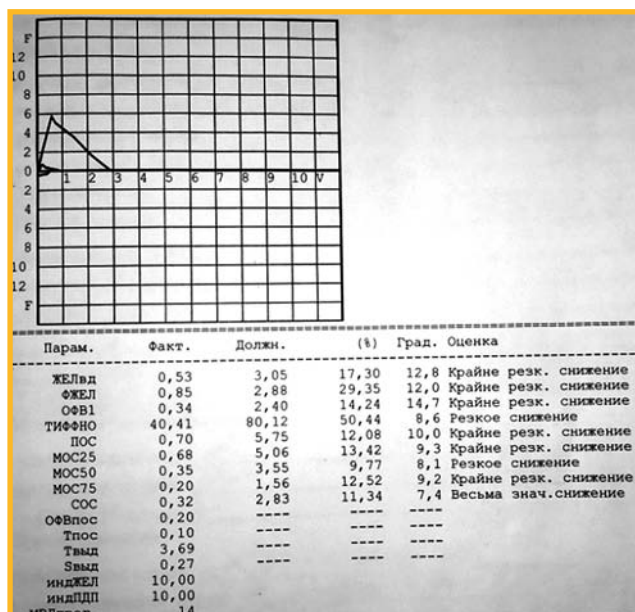 F
12
10
8
6
4
2
0 1 2 3 4 5 6 7 8 9 10 V
2
4
6
8
10
12
F
Парам. Факт. Должн. (%) Град. Оценка
ЖЕЛвд 0,53 3,05 17,30 12,8 Крайне резк. снижение
ФЖЕЛ 0,85 2,88 29,35 12,0 Крайне резк. снижение
ОФВ1 0,34 2,40 14,24 14,7 Крайне резк. снижение
ТИФФНО 40,41 80,12 50,44 8,6 Резкое снижение
ПОС 0,70 5,75 12,08 10,0 Крайне резк. снижение
МОС25 0,68 5,06 13,42 9,3 Крайне резк. снижение
МОС50 0,35 3,55 9,77 8,1 Резкое снижение
МОС75 0,20 1,56 12,52 9,2 Крайне резк. снижение
СОС 0,32 2,83 11,34 7,4 Весьма знач.снижение
ОФВпос 0,20 ---- ---- ----
Тпос 0,10 ---- ---- ----
Твыд 3,69 ---- ---- ----
Sвыд 0,27 ---- ---- ----
индЖЕЛ 10,00
индПДП 10,00
14